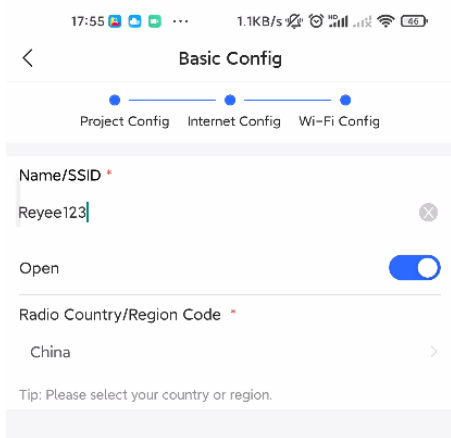 17:55 ··· 1.1KB/s HD 46
Basic Config
Project Config Internet Config Wi-Fi Config
Name/SSID *
Reyee123
Open
Radio Country/Region Code *
China
Tip: Please select your country or region.